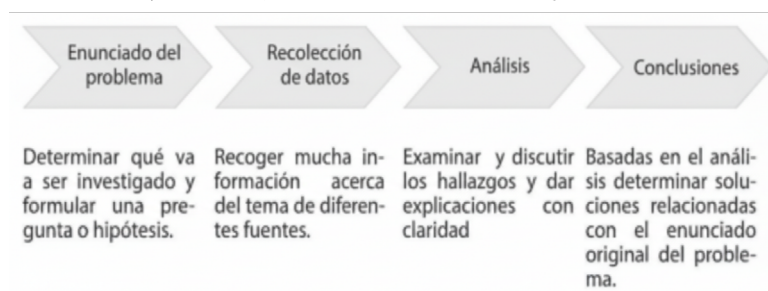 Enunciado del
problema
Recolección
de datos
Análisis
Conclusiones
Determinar qué va
a ser investigado y
formular una pre-
gunta o hipótesis.
Recoger mucha in-
formación acerca
del tema de diferen-
tes fuentes.
Examinar y discutir
los hallazgos y dar
explicaciones con
claridad
Basadas en el análi-
sis determinar solu-
ciones relacionadas
con el enunciado
original del proble-
ma.